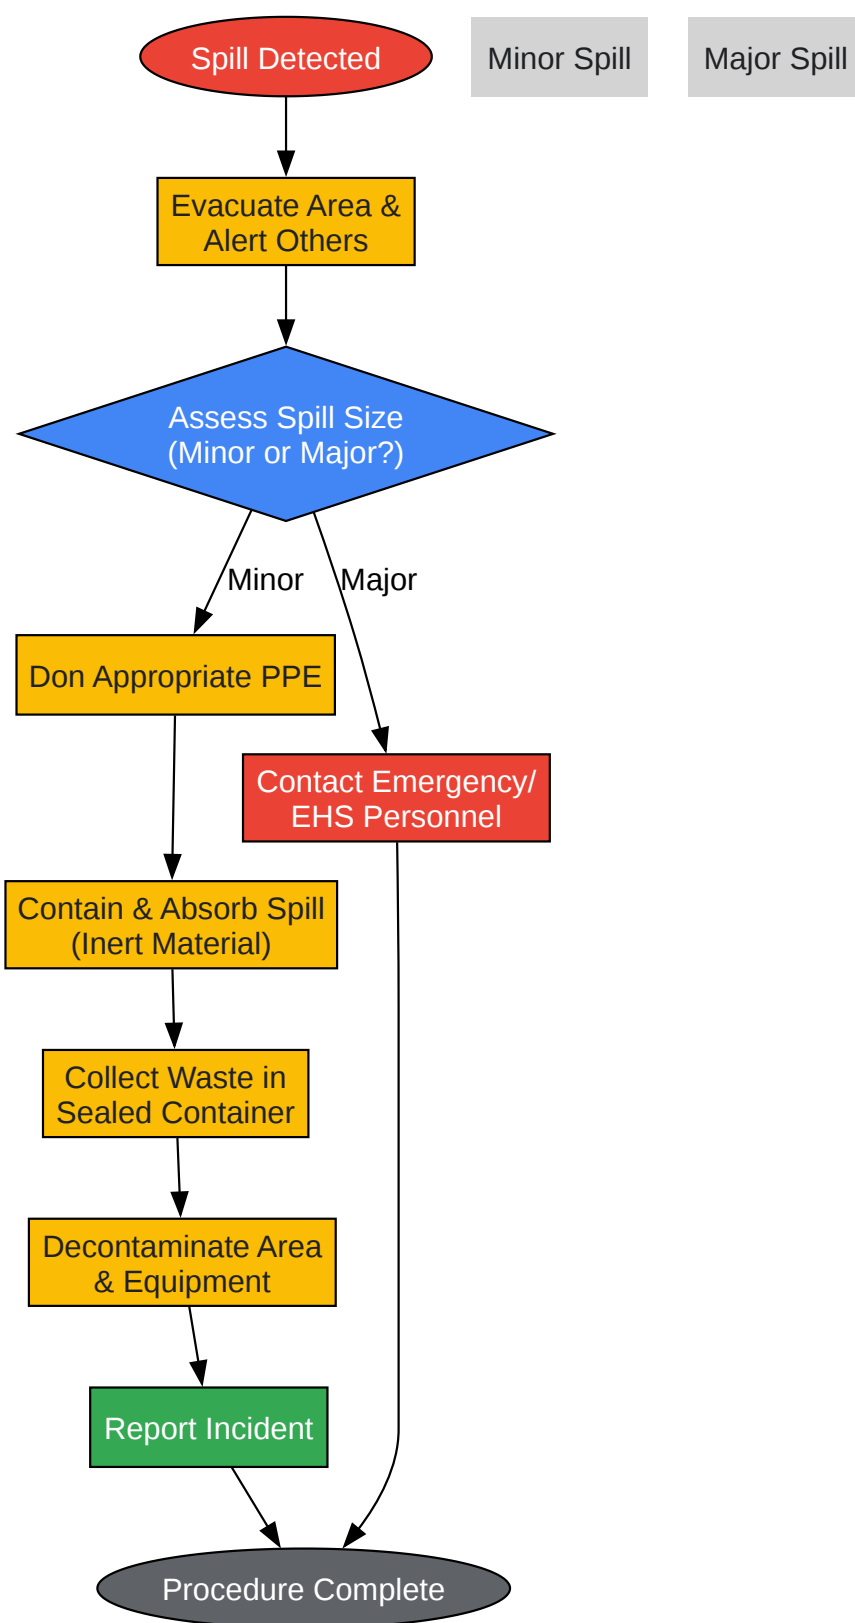 Spill Detected
Minor Spill
Major Spill
Evacuate Area &
Alert Others
Assess Spill Size
(Minor or Major?)
Minor
Major
Don Appropriate PPE
Contact Emergency/
EHS Personnel
Contain & Absorb Spill
(Inert Material)
Collect Waste in
Sealed Container
Decontaminate Area
& Equipment
Report Incident
Procedure Complete